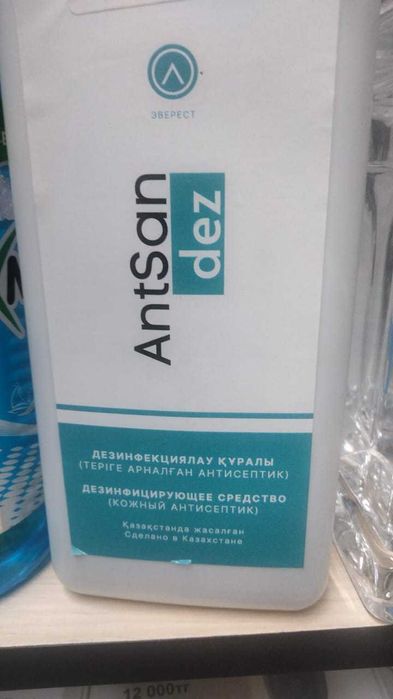 ЭВЕРЕСТ
AntSan
dez
ДЕЗИНФЕКЦИЯЛАУ ҚҰРАЛЫ
(ТЕРІГЕ АРНАЛҒАН АНТИСЕПТИК)
ДЕЗИНФИЦИРУЮЩЕЕ СРЕДСТВО
(КОЖНЫЙ АНТИСЕПТИК)
Қазақстанда жасалған
Сделано в Казахстане
12 000тг